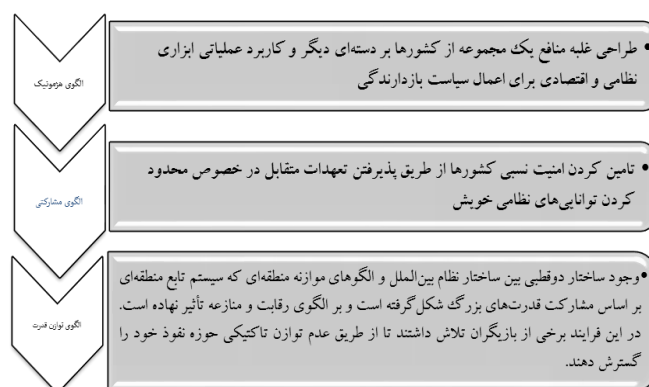 الگوی هژمونیک
• طراحی غلبه منافع یک مجموعه از کشورها بر دسته‌ای دیگر و کاربرد عملیاتی ابزاری
نظامی و اقتصادی برای اعمال سیاست بازدارندگی
الگوی مشارکتی
• تامین کردن امنیت نسبی کشورها از طریق پذیرفتن تعهدات متقابل در خصوص محدود
کردن توانایی‌های نظامی خویش
الگوی توازن قدرت
•وجود ساختار دوقطبی بین ساختار نظام بین‌الملل و الگوهای موازنه منطقه‌ای که سیستم تابع منطقه‌ای
بر اساس مشارکت قدرت‌های بزرگ شکل گرفته است و بر الگوی رقابت و منازعه تأثیر نهاده است.
در این فرایند برخی از بازیگران تلاش داشتند تا از طریق عدم توازن تاکتیکی حوزه نفوذ خود را
گسترش دهند.